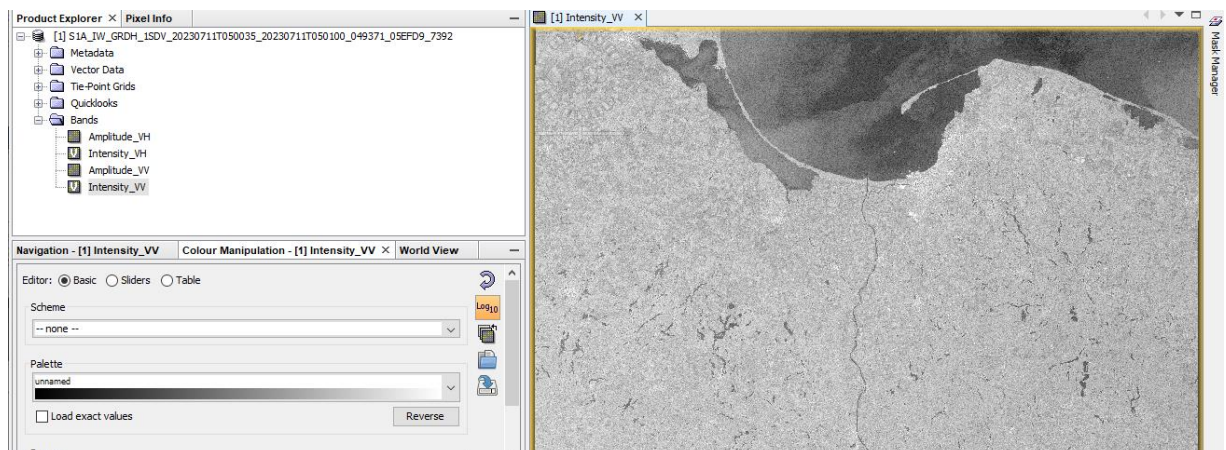 Product Explorer × Pixel Info
[1] S1A_IW_GRDH_1SDV_20230711T050035_20230711T050100_049371_05EFD9_7392
Metadata
Vector Data
Tie-Point Grids
Quicklooks
Bands
Amplitude_VH
Intensity_VH
Amplitude_VV
Intensity_VV
Navigation - [1] Intensity_VV Colour Manipulation - [1] Intensity_VV × World View
Editor: Basic Sliders Table
Scheme
-- none --
Log10
Palette
unnamed
Load exact values Reverse
[1] Intensity_VV ×
Mask Manager